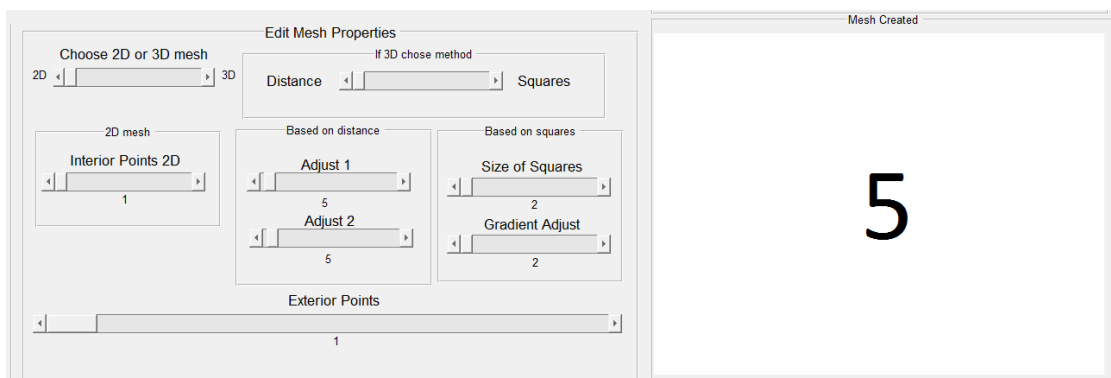 Edit Mesh Properties
Choose 2D or 3D mesh
2D
3D
If 3D chose method
Distance
Squares
2D mesh
Interior Points 2D
1
Based on distance
Adjust 1
5
Adjust 2
5
Based on squares
Size of Squares
2
Gradient Adjust
2
Exterior Points
1
Mesh Created
5